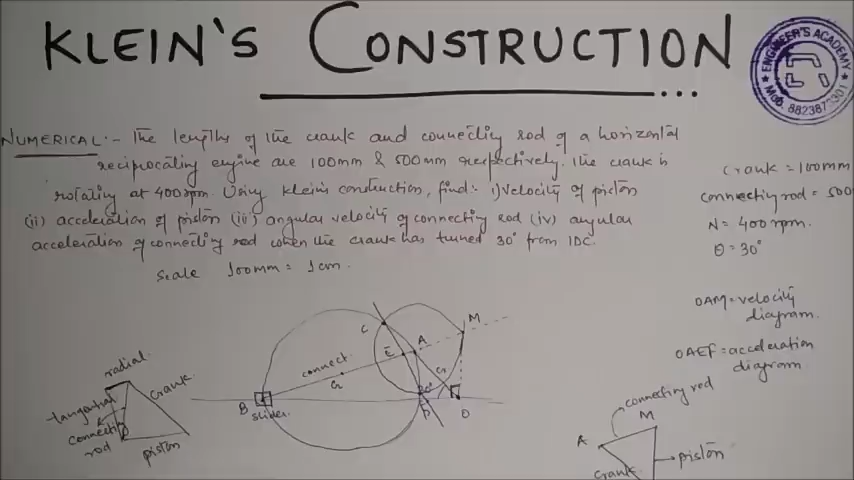 KLEIN'S CONSTRUCTION
ENGINEER'S ACADEMY
NUMERICAL:- The lengths of the crank and connecting rod of a horizontal
reciprocating engine are 100mm & 500mm respectively. The crank is
rotating at 400rpm. Using Klein's construction, find:- i) velocity of piston
(ii) acceleration of piston (iii) angular velocity of connecting rod (iv) angular
acceleration of connecting rod when the crank has turned 30° from IDC.
Scale 100mm = 1cm.
crank = 100mm
connecting rod = 500
N = 400 rpm.
θ = 30°
OAM = velocity
diagram.
OAEF = acceleration
diagram
radial.
tangential
crank
connecting
rod
piston
C
M
A
E
connect.
G
G
30°
B
slider.
P
O
connecting rod
M
A
piston
crank